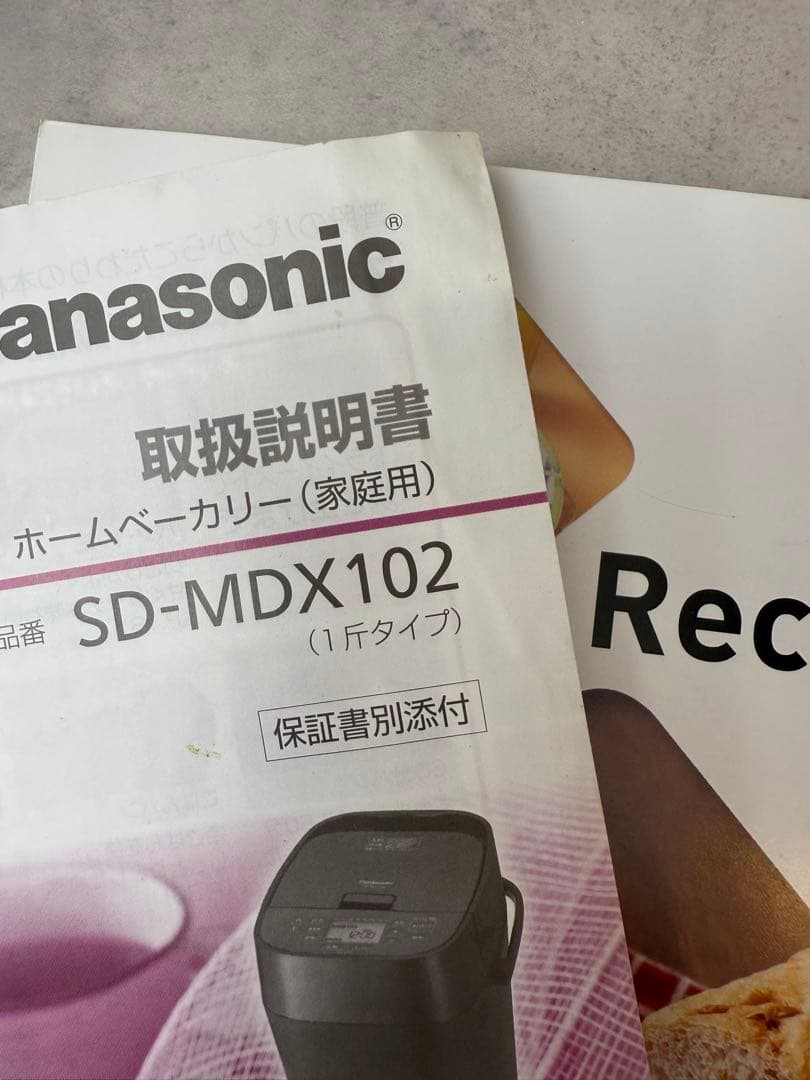 anasonic®
取扱説明書
ホームベーカリー(家庭用)
品番 SD-MDX102
(1斤タイプ)
保証書別添付
Panasonic
Rec